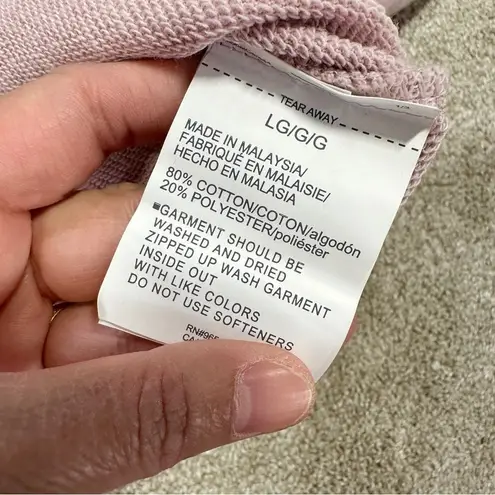 TEAR AWAY
LG/G/G
MADE IN MALAYSIA/
FABRIQUÉ EN MALAISIE/
HECHO EN MALASIA
80% COTTON/COTON/algodón
20% POLYESTER/poliéster
■GARMENT SHOULD BE
WASHED AND DRIED
ZIPPED UP WASH GARMENT
INSIDE OUT
WITH LIKE COLORS
DO NOT USE SOFTENERS